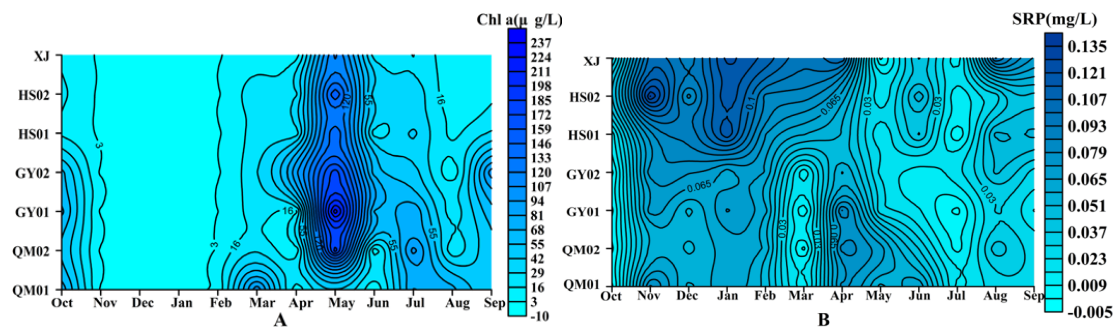 Chl a(μ g/L)
XJ
HS02
HS01
GY02
GY01
QM02
QM01
Oct Nov Dec Jan Feb Mar Apr May Jun Jul Aug Sep
3
3
16
16
120
55
55
16
237
224
211
198
185
172
159
146
133
120
107
94
81
68
55
42
29
16
3
-10
A
SRP(mg/L)
XJ
HS02
HS01
GY02
GY01
QM02
QM01
Oct Nov Dec Jan Feb Mar Apr May Jun Jul Aug Sep
0.1
0.065
0.03
0.03
0.065
0.03
0.03
0.03
0.135
0.121
0.107
0.093
0.079
0.065
0.051
0.037
0.023
0.009
-0.005
B